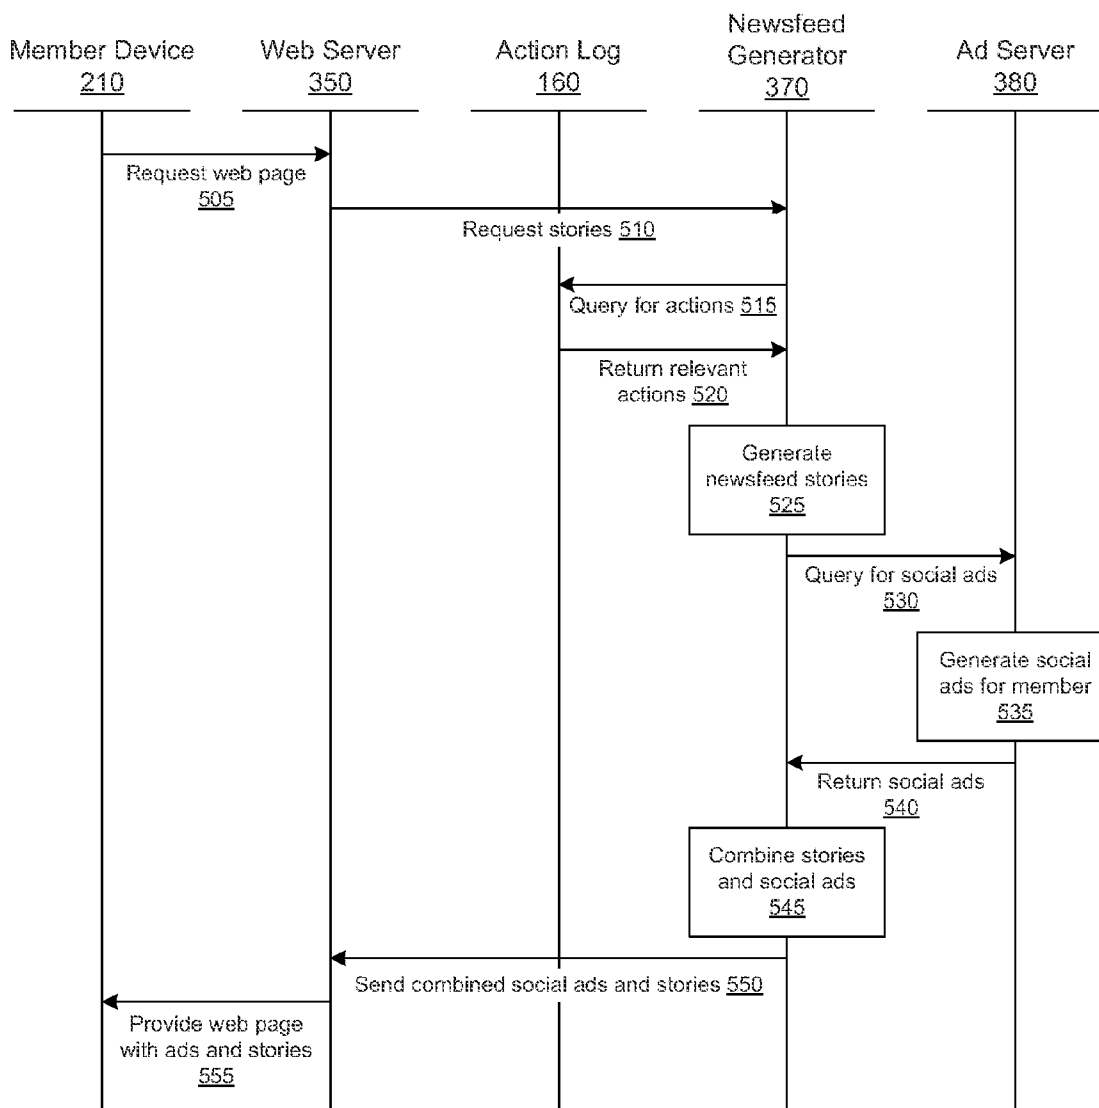 Member Device
210
Web Server
350
Action Log
160
Newsfeed
Generator
370
Ad Server
380
Request web page
505
Request stories 510
Query for actions 515
Return relevant
actions 520
Generate
newsfeed stories
525
Query for social ads
530
Generate social
ads for member
535
Return social ads
540
Combine stories
and social ads
545
Send combined social ads and stories 550
Provide web page
with ads and stories
555